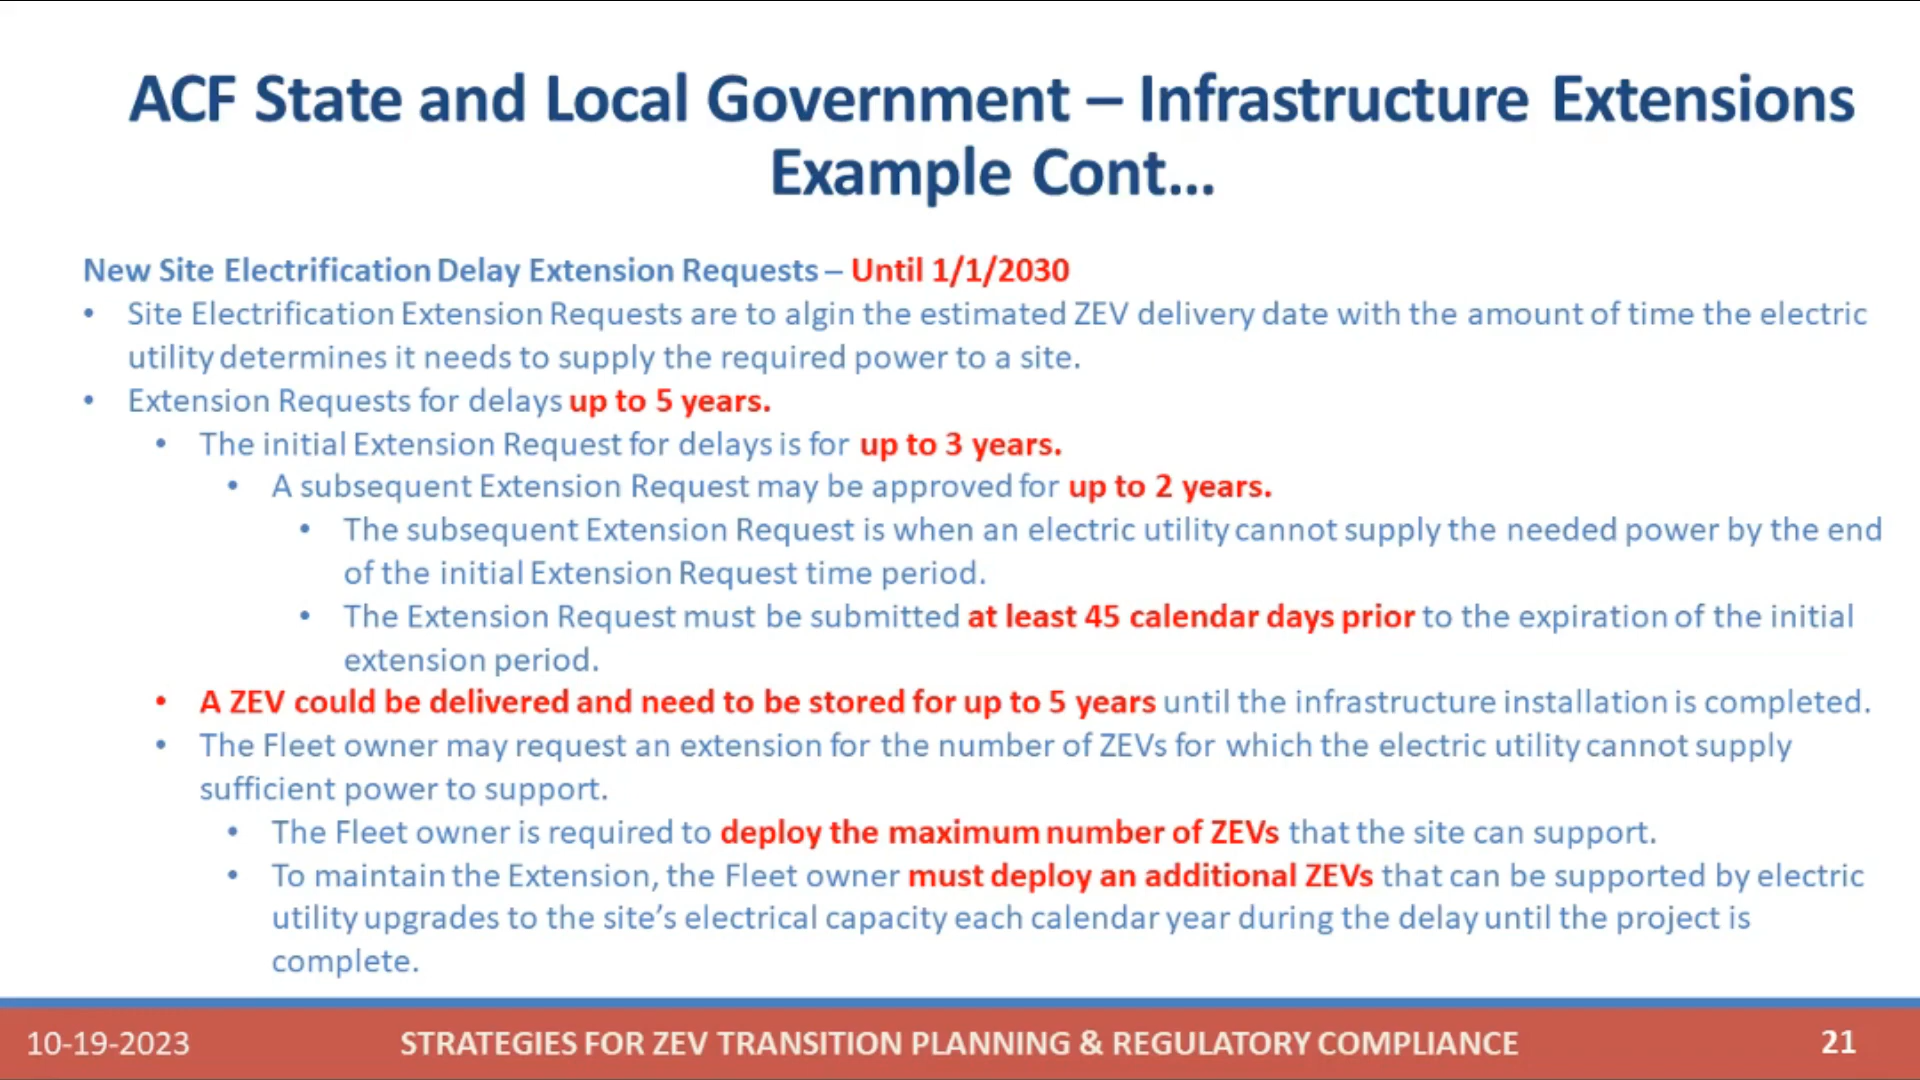 ACF State and Local Government – Infrastructure Extensions
Example Cont...
New Site Electrification Delay Extension Requests – Until 1/1/2030
• Site Electrification Extension Requests are to algin the estimated ZEV delivery date with the amount of time the electric
utility determines it needs to supply the required power to a site.
• Extension Requests for delays up to 5 years.
• The initial Extension Request for delays is for up to 3 years.
• A subsequent Extension Request may be approved for up to 2 years.
• The subsequent Extension Request is when an electric utility cannot supply the needed power by the end
of the initial Extension Request time period.
• The Extension Request must be submitted at least 45 calendar days prior to the expiration of the initial
extension period.
• A ZEV could be delivered and need to be stored for up to 5 years until the infrastructure installation is completed.
• The Fleet owner may request an extension for the number of ZEVs for which the electric utility cannot supply
sufficient power to support.
• The Fleet owner is required to deploy the maximum number of ZEVs that the site can support.
• To maintain the Extension, the Fleet owner must deploy an additional ZEVs that can be supported by electric
utility upgrades to the site's electrical capacity each calendar year during the delay until the project is
complete.
10-19-2023 STRATEGIES FOR ZEV TRANSITION PLANNING & REGULATORY COMPLIANCE 21